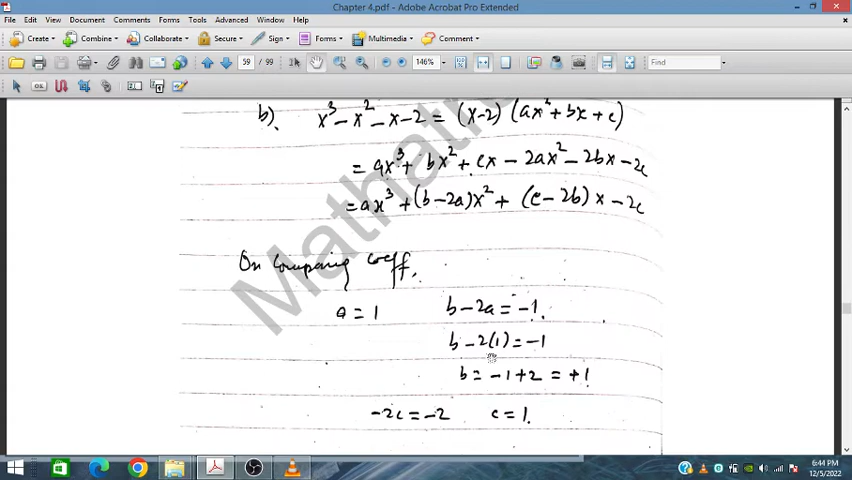 Chapter 4.pdf - Adobe Acrobat Pro Extended
File Edit View Document Comments Forms Tools Advanced Window Help
Create Combine Collaborate Secure Sign Forms Multimedia Comment
59 / 99 146% Find
b). x³ - x² - x - 2 = (x-2) (ax² + bx + c)
= ax³ + bx² + cx - 2ax² - 2bx - 2c
= ax³ + (b-2a)x² + (c-2b)x - 2c
On Comparing coeff.
a = 1 b - 2a = -1.
b - 2(1) = -1
b = -1+2 = +1
-2c = -2 c = 1.
Mathematic
6:44 PM
12/5/2022